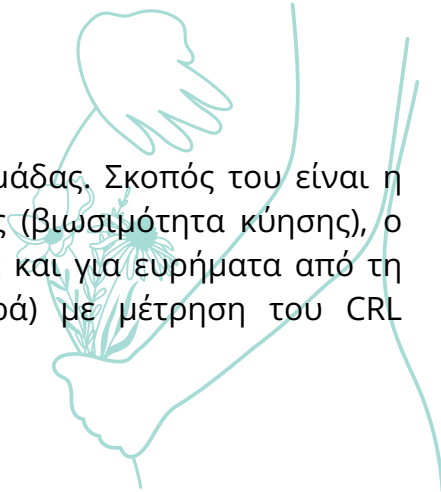 μάδας. Σκοπός του είναι η
ς (βιωσιμότητα κύησης), ο
και για ευρήματα από τη
ρά) με μέτρηση του CRL